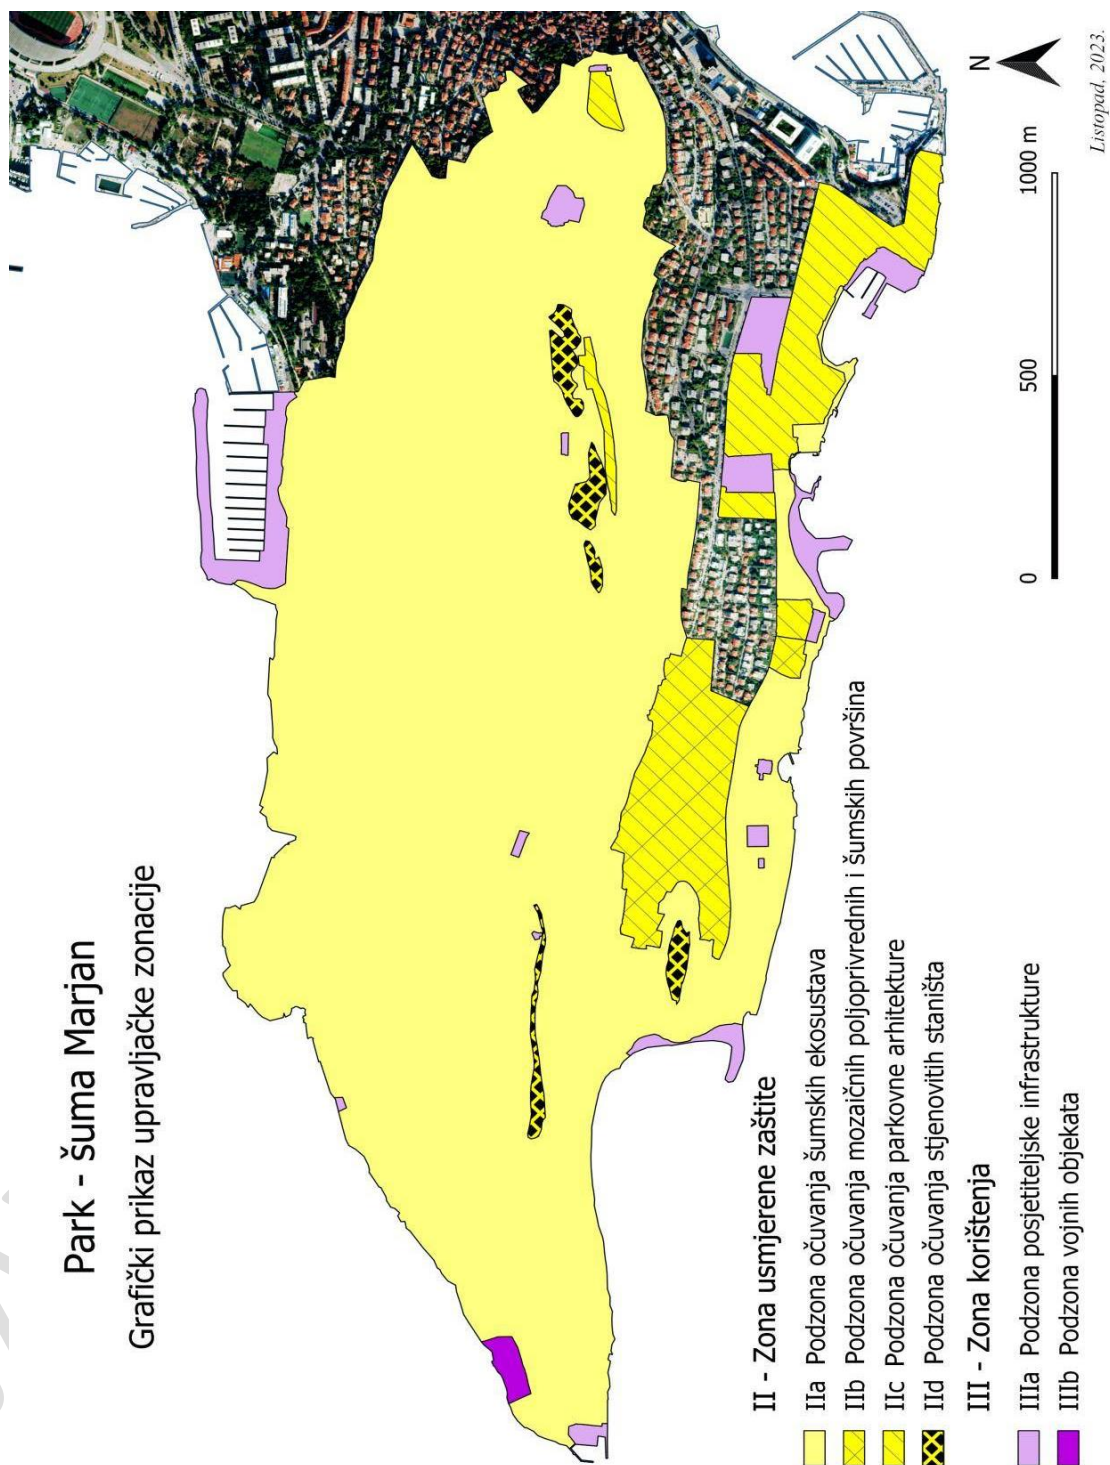 Park - šuma Marjan
Grafički prikaz upravljačke zonacije
II - Zona usmjerene zaštite
IIa Podzona očuvanja šumskih ekosustava
IIb Podzona očuvanja mozaičnih poljoprivrednih i šumskih površina
IIc Podzona očuvanja parkovne arhitekture
IId Podzona očuvanja stjenovitih staništa
III - Zona korištenja
IIIa Podzona posjetiteljske infrastrukture
IIIb Podzona vojnih objekata
0 500 1000 m
N
Listopad, 2023.